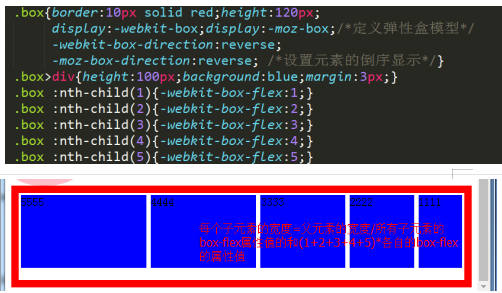 .box{border:10px solid red;height:120px;
display:-webkit-box;display:-moz-box;/*定义弹性盒模型*/
-webkit-box-direction:reverse;
-moz-box-direction:reverse; /*设置元素的倒序显示*/}
.box>div{height:100px;background:blue;margin:3px;}
.box :nth-child(1){-webkit-box-flex:1;}
.box :nth-child(2){-webkit-box-flex:2;}
.box :nth-child(3){-webkit-box-flex:3;}
.box :nth-child(4){-webkit-box-flex:4;}
.box :nth-child(5){-webkit-box-flex:5;}
5555 4444 3333 2222 1111
每个子元素的宽度=父元素的宽度/所有子元素的
box-flex属性值的和(1+2+3+4+5)*各自的box-flex
的属性值